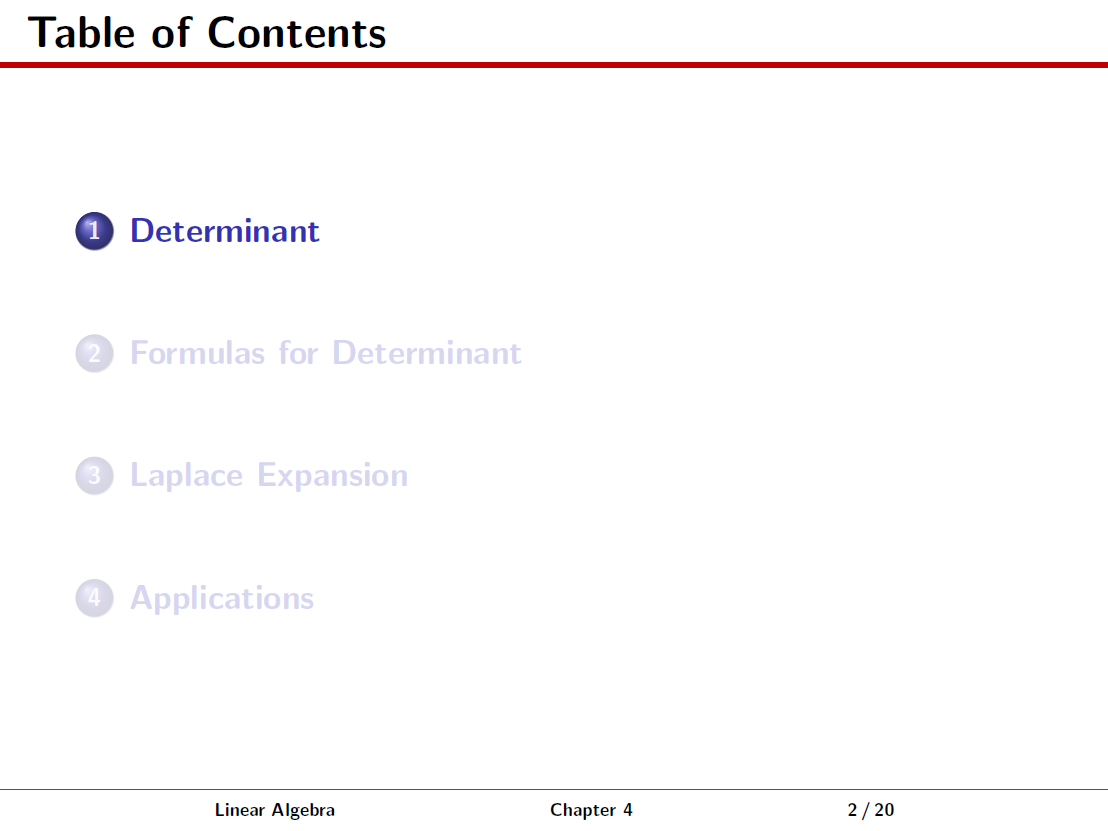 Table of Contents
1 Determinant
2 Formulas for Determinant
3 Laplace Expansion
4 Applications
Linear Algebra Chapter 4 2 / 20